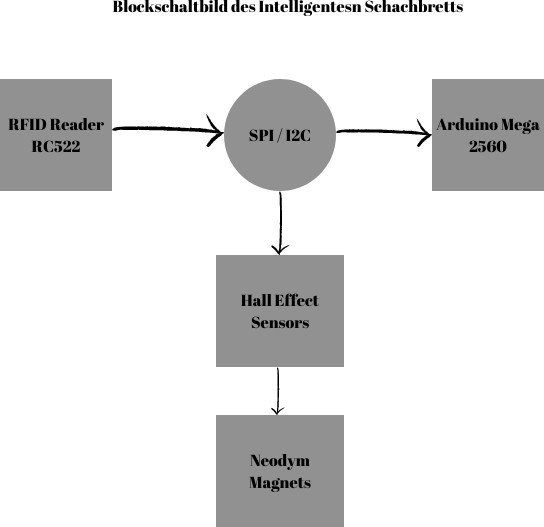 Blockschaltbild des Intelligentesn Schachbretts
RFID Reader
RC522
SPI / I2C
Arduino Mega
2560
Hall Effect
Sensors
Neodym
Magnets